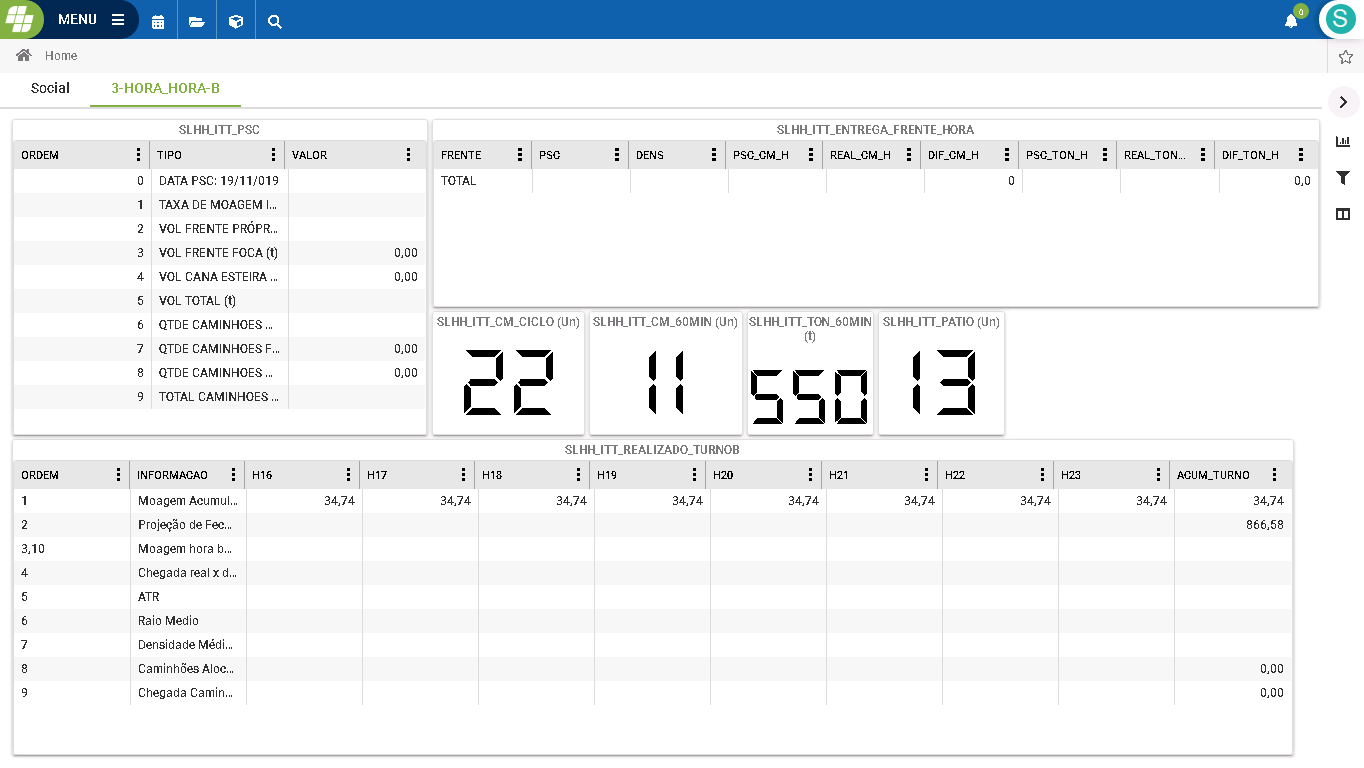 MENU
0
S
Home
Social 3-HORA_HORA-B
SLHH_ITT_PSC
ORDEM TIPO VALOR
0 DATA PSC: 19/11/019
1 TAXA DE MOAGEM I...
2 VOL FRENTE PRÓPR...
3 VOL FRENTE FOCA (t) 0,00
4 VOL CANA ESTEIRA ... 0,00
5 VOL TOTAL (t)
6 QTDE CAMINHOES ...
7 QTDE CAMINHOES F... 0,00
8 QTDE CAMINHOES ... 0,00
9 TOTAL CAMINHOES ...
SLHH_ITT_ENTREGA_FRENTE_HORA
FRENTE PSC DENS PSC_CM_H REAL_CM_H DIF_CM_H PSC_TON_H REAL_TON... DIF_TON_H
TOTAL 0 0,0
SLHH_ITT_CM_CICLO (Un)
22
SLHH_ITT_CM_60MIN (Un)
11
SLHH_ITT_TON_60MIN
(t)
550
SLHH_ITT_PATIO (Un)
13
SLHH_ITT_REALIZADO_TURNOB
ORDEM INFORMACAO H16 H17 H18 H19 H20 H21 H22 H23 AGUM_TURNO
1 Moagem Acumul... 34,74 34,74 34,74 34,74 34,74 34,74 34,74 34,74 34,74
2 Projeção de Fec... 866,58
3,10 Moagem hora b...
4 Chegada real x d...
5 ATR
6 Raio Medio
7 Densidade Médi...
8 Caminhões Aloc... 0,00
9 Chegada Camin... 0,00